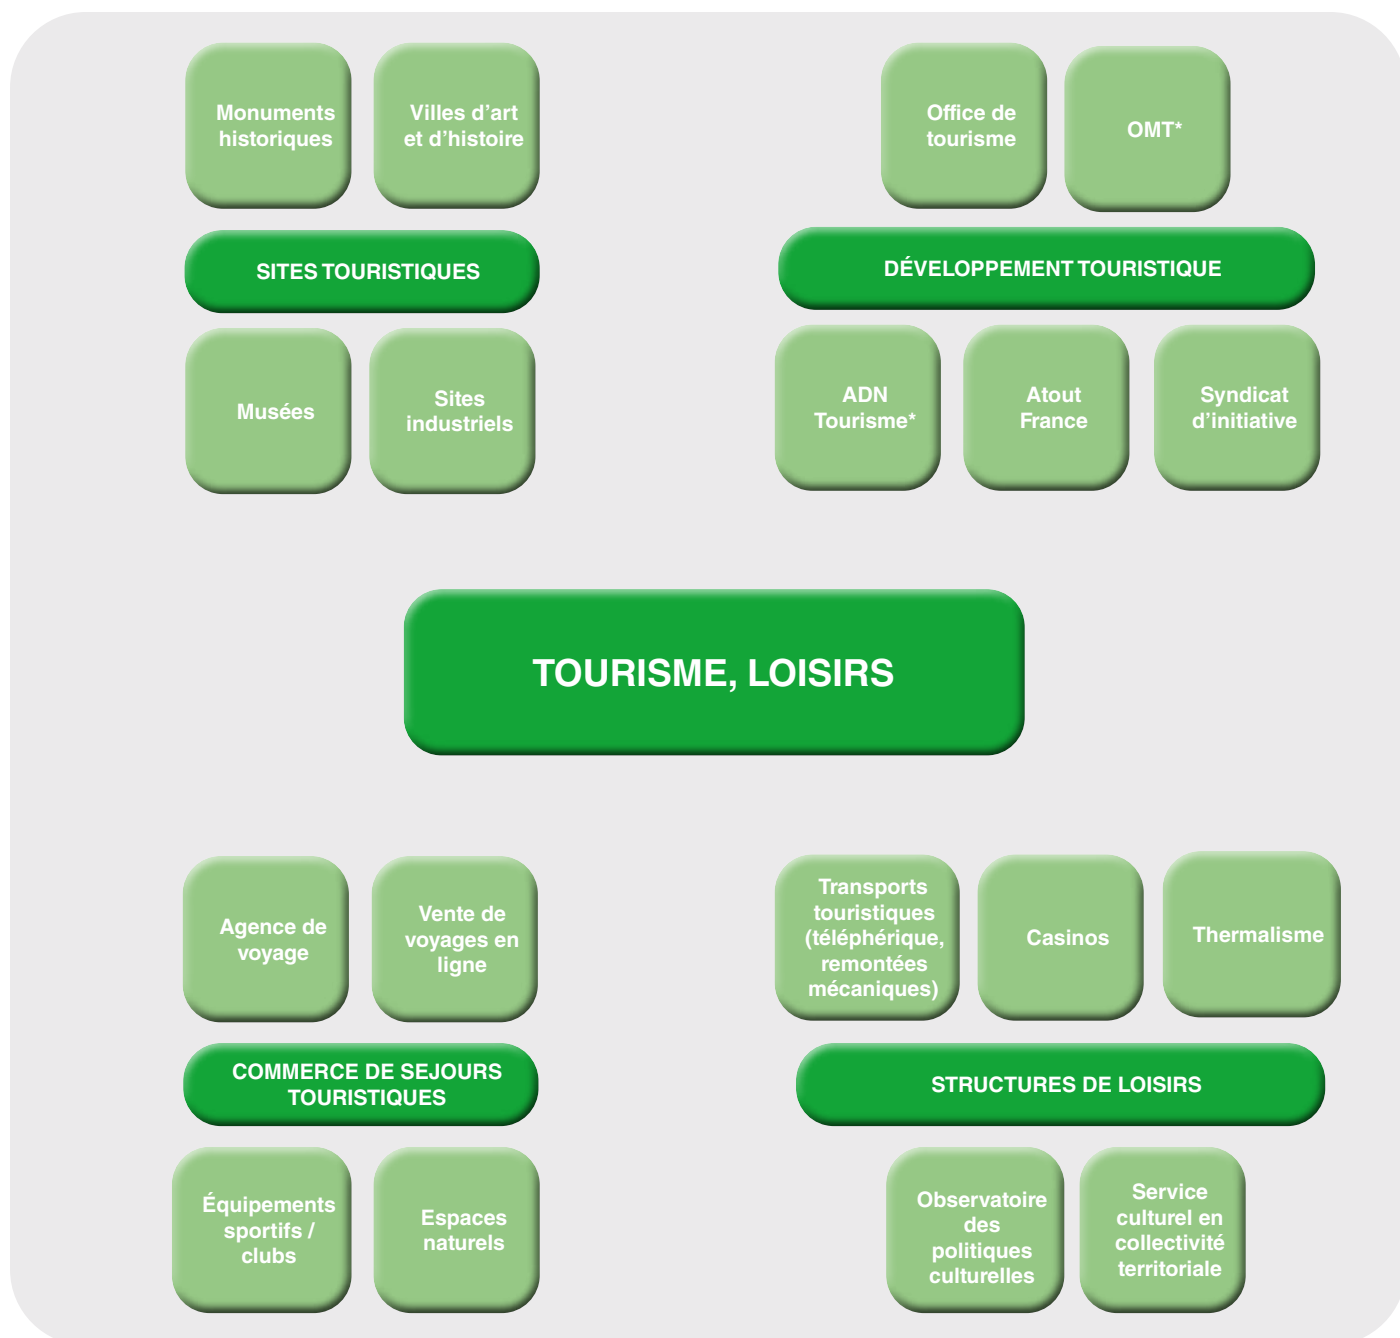 Monuments
historiques
Villes d’art
et d’histoire
SITES TOURISTIQUES
Musées
Sites
industriels
Office de
tourisme
OMT*
DÉVELOPPEMENT TOURISTIQUE
ADN
Tourisme*
Atout
France
Syndicat
d’initiative
TOURISME, LOISIRS
Agence de
voyage
Vente de
voyages en
ligne
COMMERCE DE SEJOURS
TOURISTIQUES
Équipements
sportifs /
clubs
Espaces
naturels
Transports
touristiques
(téléphérique,
remontées
mécaniques)
Casinos
Thermalisme
STRUCTURES DE LOISIRS
Observatoire
des
politiques
culturelles
Service
culturel en
collectivité
territoriale